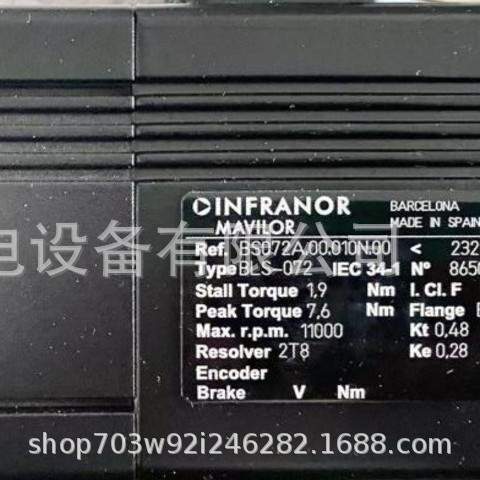 INFRANOR BARCELONA
MAVILOR MADE IN SPAIN
Ref. BS072A.00.010N.00 < 232
电设备有限公司
Type BLS-072 IEC 34-1 Nº 8650
Stall Torque 1,9 Nm I. Cl. F
Peak Torque 7,6 Nm Flange
Max. r.p.m. 11000 Kt 0,48
Resolver 2T8 Ke 0,28
Encoder
Brake V Nm
shop703w92i246282.1688.com